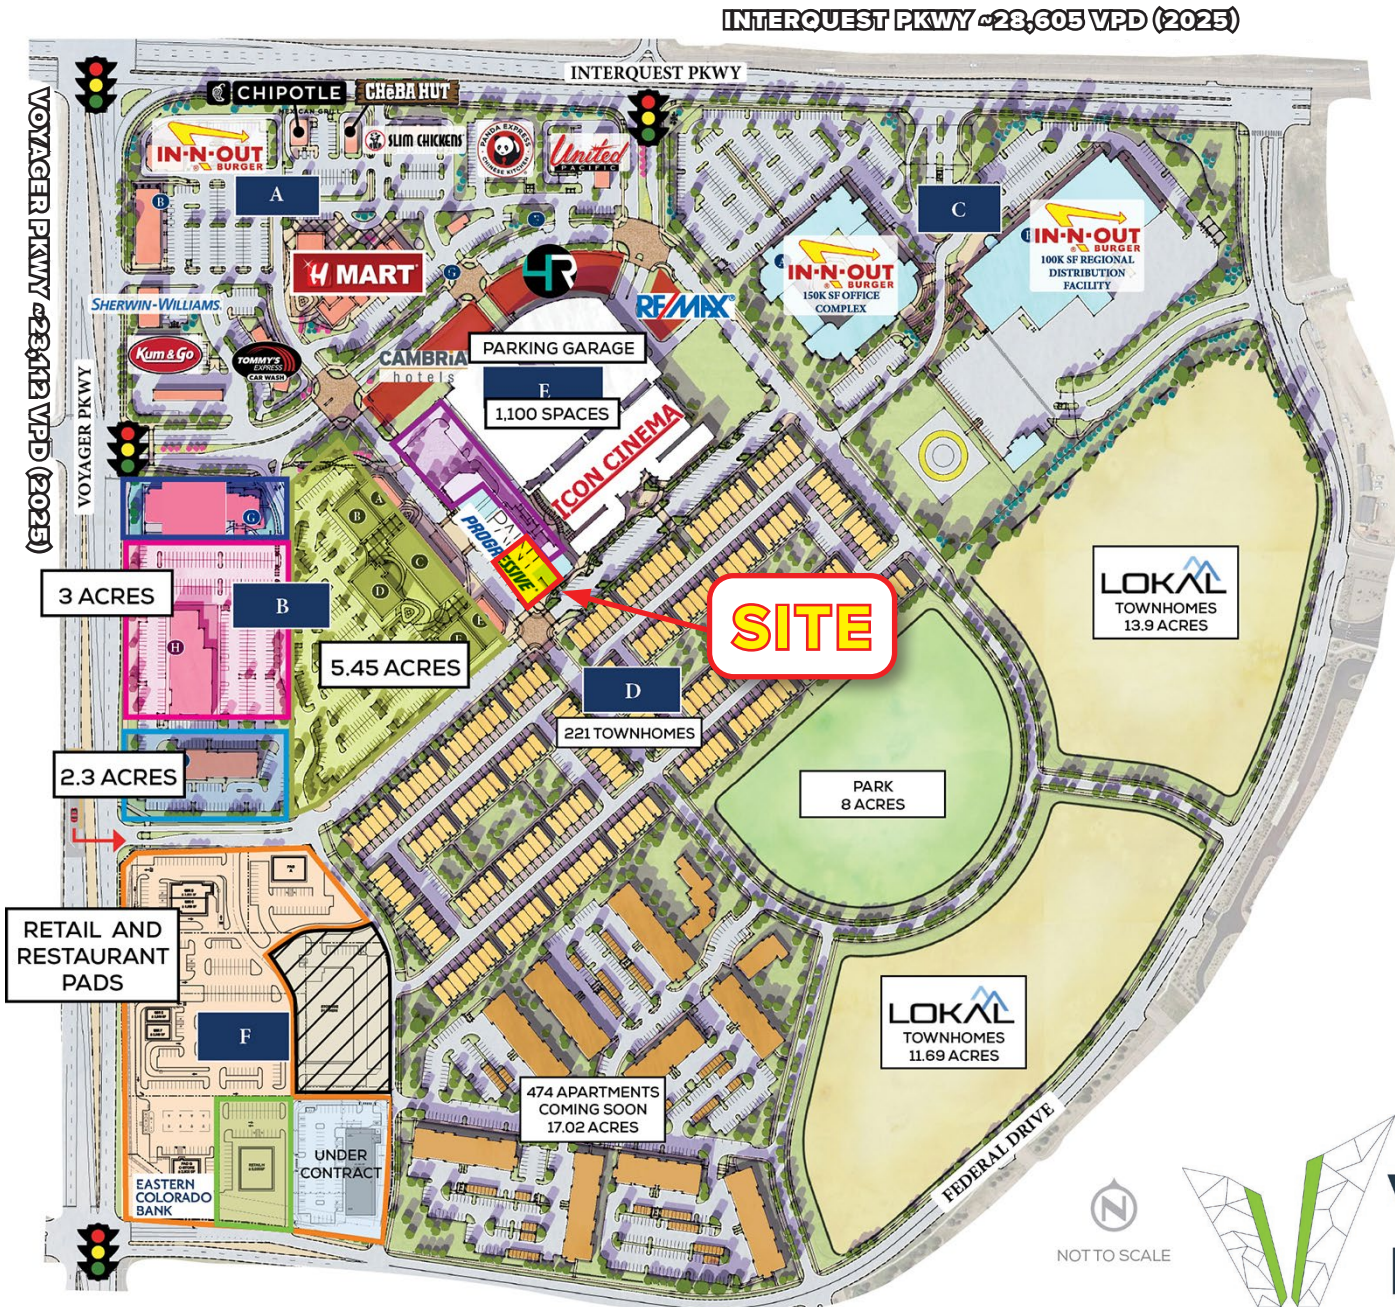 INTERQUEST PKWY ~28,605 VPD (2025)
INTERQUEST PKWY
VOYAGER PKWY ~23,112 VPD (2025)
VOYAGER PKWY
CHIPOTLE
MEXICAN GRILL
CHEBA HUT
IN-N-OUT
BURGER
SLIM CHICKENS
PANDA EXPRESS
CHINESE KITCHEN
United
PACIFIC
A
B
C
IN-N-OUT
BURGER
150K SF OFFICE
COMPLEX
IN-N-OUT
BURGER
100K SF REGIONAL
DISTRIBUTION
FACILITY
H MART
G
4R
RE/MAX
SHERWIN-WILLIAMS.
Kum & Go
TOMMY'S
EXPRESS
CAR WASH
CAMBRIA
hotels
PARKING GARAGE
E
1,100 SPACES
ICON CINEMA
PROGRESSIVE
SITE
G
A
B
C
D
E
F
3 ACRES
B
H
5.45 ACRES
2.3 ACRES
D
221 TOWNHOMES
LOKAL
TOWNHOMES
13.9 ACRES
PARK
8 ACRES
RETAIL AND
RESTAURANT
PADS
PAD
A
F
LOKAL
TOWNHOMES
11.69 ACRES
474 APARTMENTS
COMING SOON
17.02 ACRES
UNDER
CONTRACT
EASTERN
COLORADO
BANK
FEDERAL DRIVE
N
NOT TO SCALE